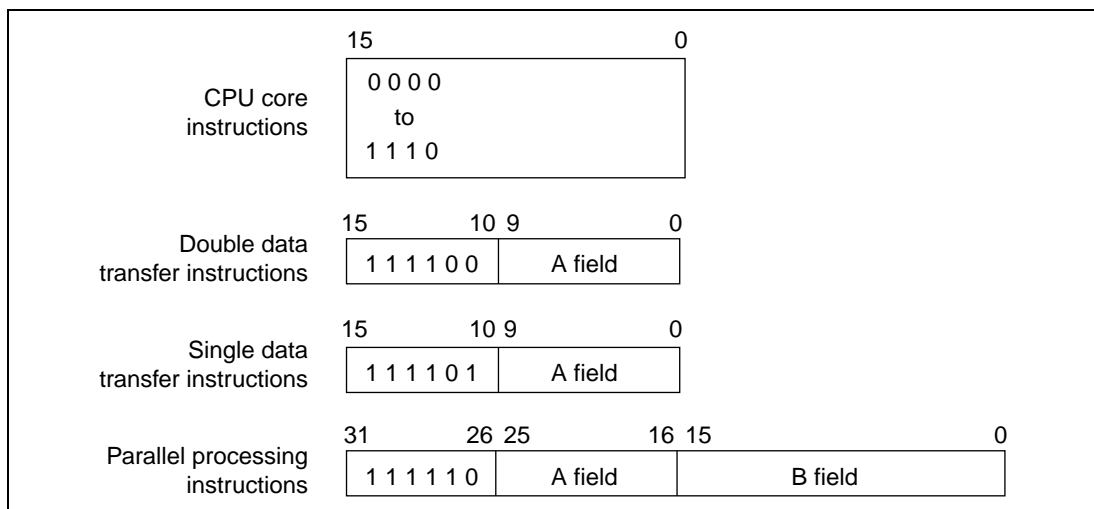 15 0
CPU core
instructions
0 0 0 0
to
1 1 1 0
15 10 9 0
Double data
transfer instructions
1 1 1 1 0 0 A field
15 10 9 0
Single data
transfer instructions
1 1 1 1 0 1 A field
31 26 25 16 15 0
Parallel processing
instructions
1 1 1 1 1 0 A field B field